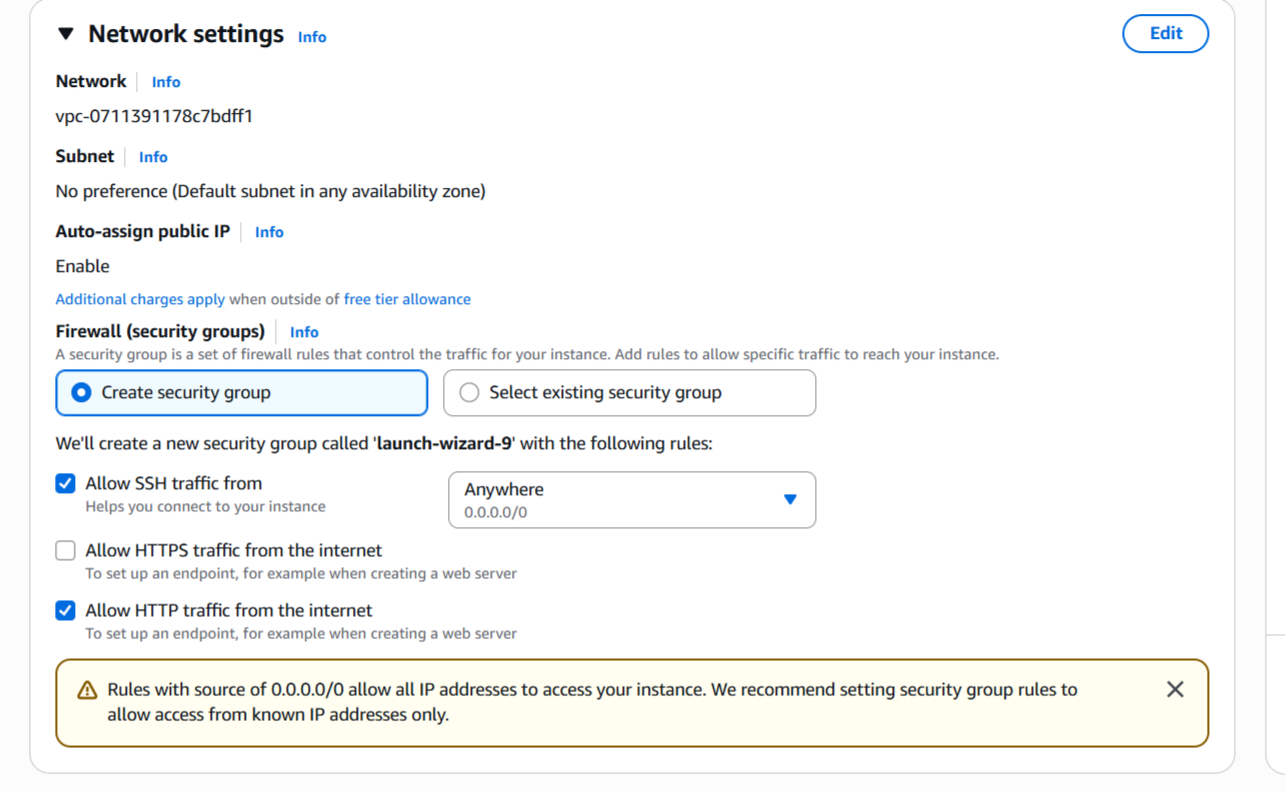 Network settings Info
Edit
Network Info
vpc-0711391178c7bdff1
Subnet Info
No preference (Default subnet in any availability zone)
Auto-assign public IP Info
Enable
Additional charges apply when outside of free tier allowance
Firewall (security groups) Info
A security group is a set of firewall rules that control the traffic for your instance. Add rules to allow specific traffic to reach your instance.
Create security group
Select existing security group
We'll create a new security group called 'launch-wizard-9' with the following rules:
Allow SSH traffic from
Helps you connect to your instance
Anywhere
0.0.0.0/0
Allow HTTPS traffic from the internet
To set up an endpoint, for example when creating a web server
Allow HTTP traffic from the internet
To set up an endpoint, for example when creating a web server
Rules with source of 0.0.0.0/0 allow all IP addresses to access your instance. We recommend setting security group rules to
allow access from known IP addresses only.